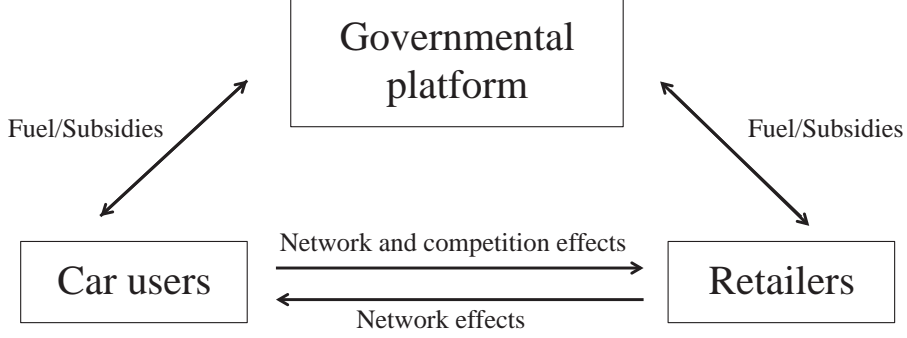 Governmental
platform
Fuel/Subsidies
Fuel/Subsidies
Network and competition effects
Car users
Retailers
Network effects